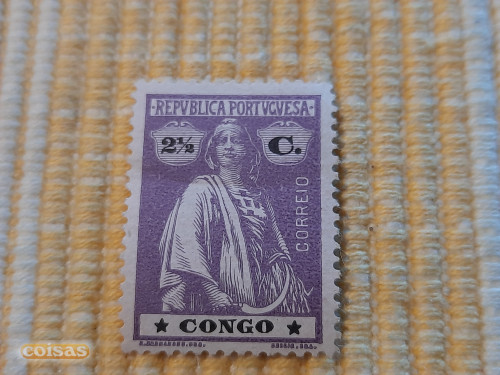 REPVBLICA PORTVGVESA
2½ C.
CORREIO
★ CONGO ★
coisas